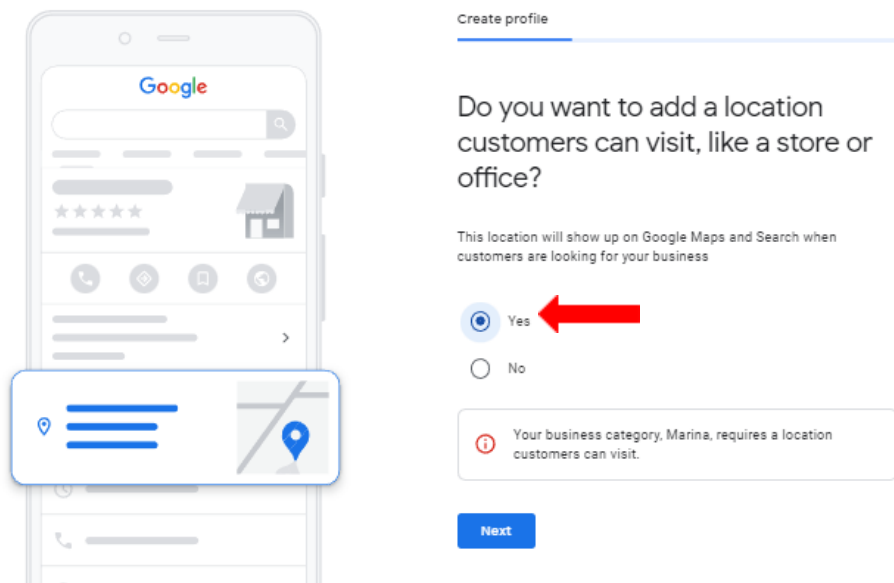 Google
Create profile
Do you want to add a location
customers can visit, like a store or
office?
This location will show up on Google Maps and Search when
customers are looking for your business
Yes
No
Your business category, Marina, requires a location
customers can visit.
Next